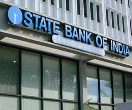 STATE BANK OF INDIA